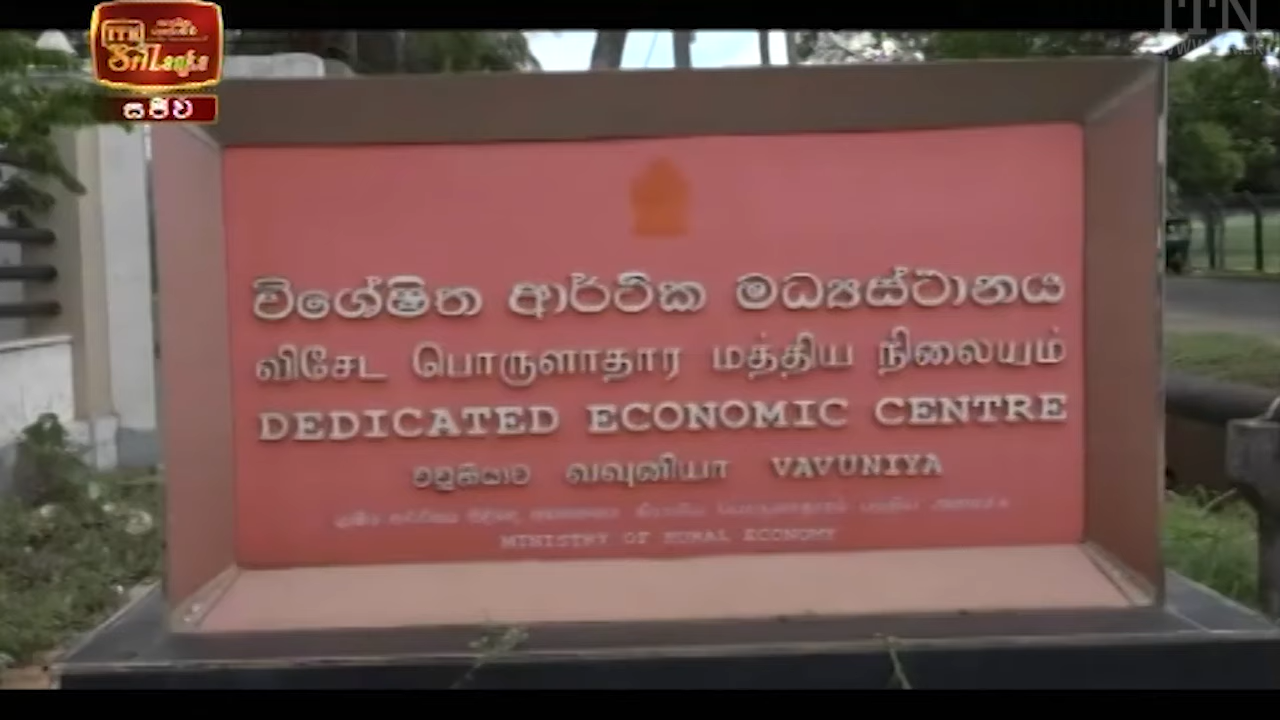 ITN
Sri Lanka
සජීව
ITN
විශේෂිත ආර්ථික මධ්‍යස්ථානය
விசேட பொருளாதார மத்திய நிலையம்
DEDICATED ECONOMIC CENTRE
වවුනියාව வவுனியா VAVUNIYA
MINISTRY OF RURAL ECONOMY